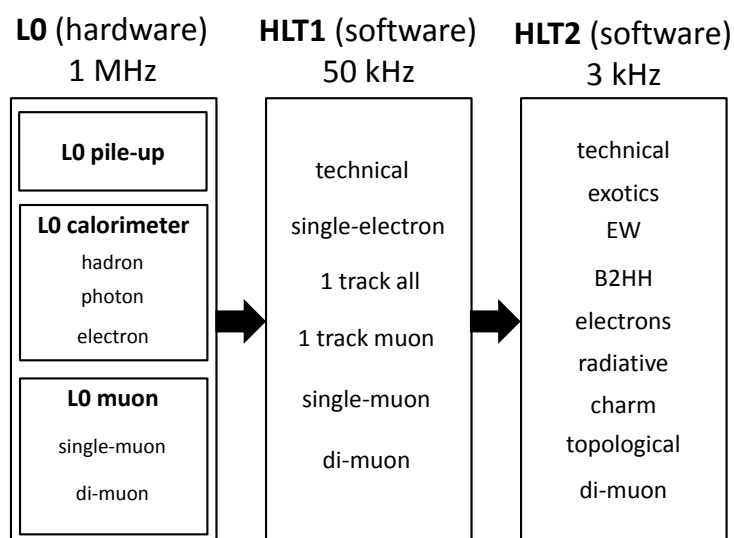 L0 (hardware)
1 MHz
L0 pile-up
L0 calorimeter
hadron
photon
electron
L0 muon
single-muon
di-muon
HLT1 (software)
50 kHz
technical
single-electron
1 track all
1 track muon
single-muon
di-muon
HLT2 (software)
3 kHz
technical
exotics
EW
B2HH
electrons
radiative
charm
topological
di-muon